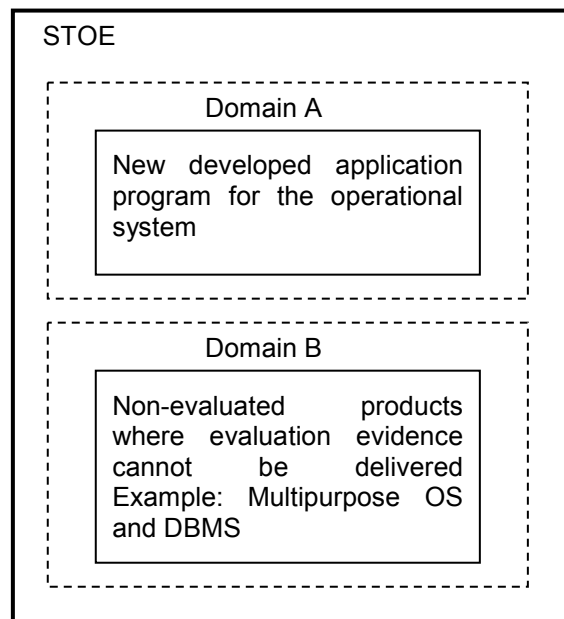 STOE
Domain A
New developed application
program for the operational
system
Domain B
Non-evaluated products
where evaluation evidence
cannot be delivered
Example: Multipurpose OS
and DBMS